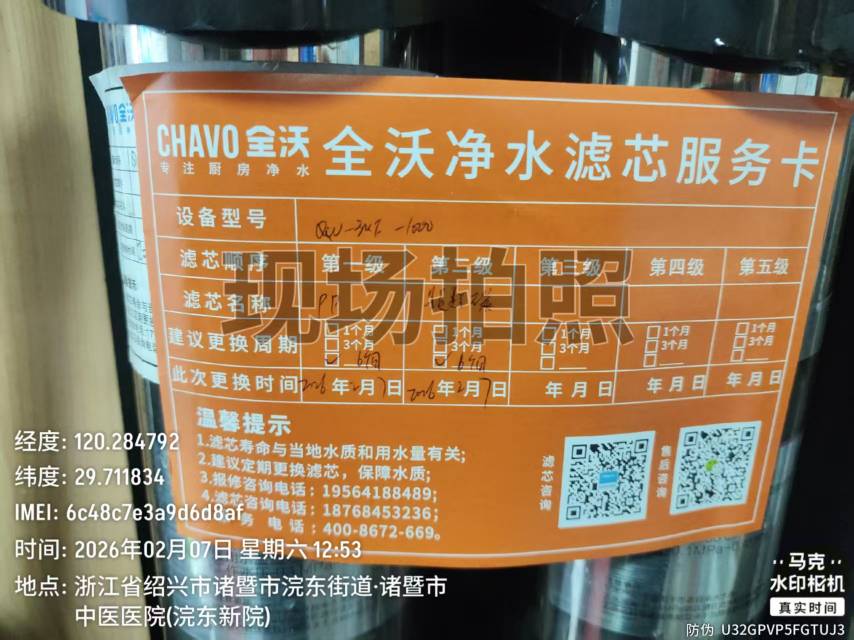 CHAVO 全沃
专注厨房净水
全沃净水滤芯服务卡
设备型号
滤芯顺序 第一级 第二级 第三级 第四级 第五级
滤芯名称 PP
建议更换周期 1个月 1个月 1个月 1个月 1个月
3个月 3个月 3个月 3个月 3个月
6个月 6个月
此次更换时间 2026年2月7日 2026年2月7日 年月日 年月日 年月日
温馨提示
1.滤芯寿命与当地水质和用水量有关;
2.建议定期更换滤芯，保障水质;
3.报修咨询电话：19564188489;
4.滤芯咨询电话：18768453236;
务电话：400-8672-669。
滤芯咨询
售后咨询
现场拍照
经度: 120.284792
纬度: 29.711834
IMEI: 6c48c7e3a9d6d8af
时间: 2026年02月07日 星期六 12:53
地点: 浙江省绍兴市诸暨市浣东街道·诸暨市
中医医院(浣东新院)
马克
水印相机
真实时间
防伪 U32GPVP5FGTUJ3